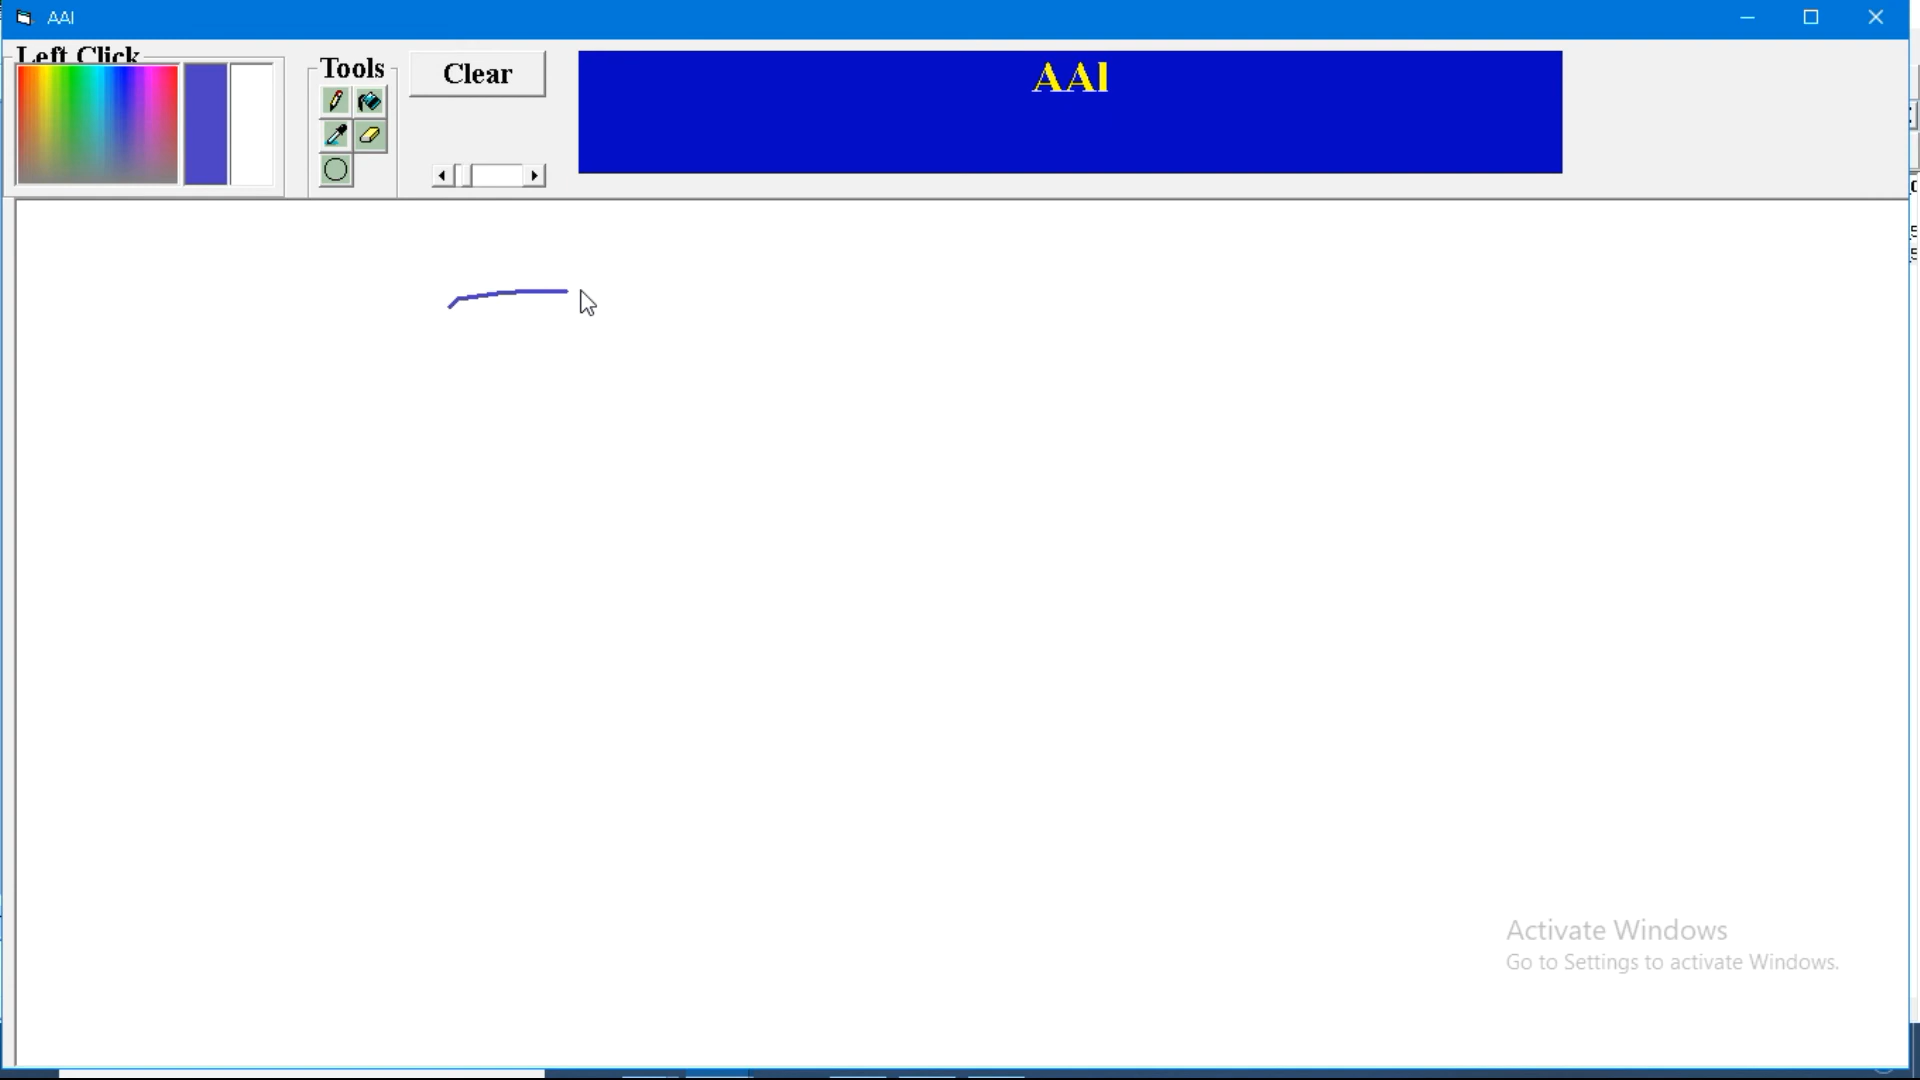 AAI
Left Click
Tools
Clear
AAI
Activate Windows
Go to Settings to activate Windows.